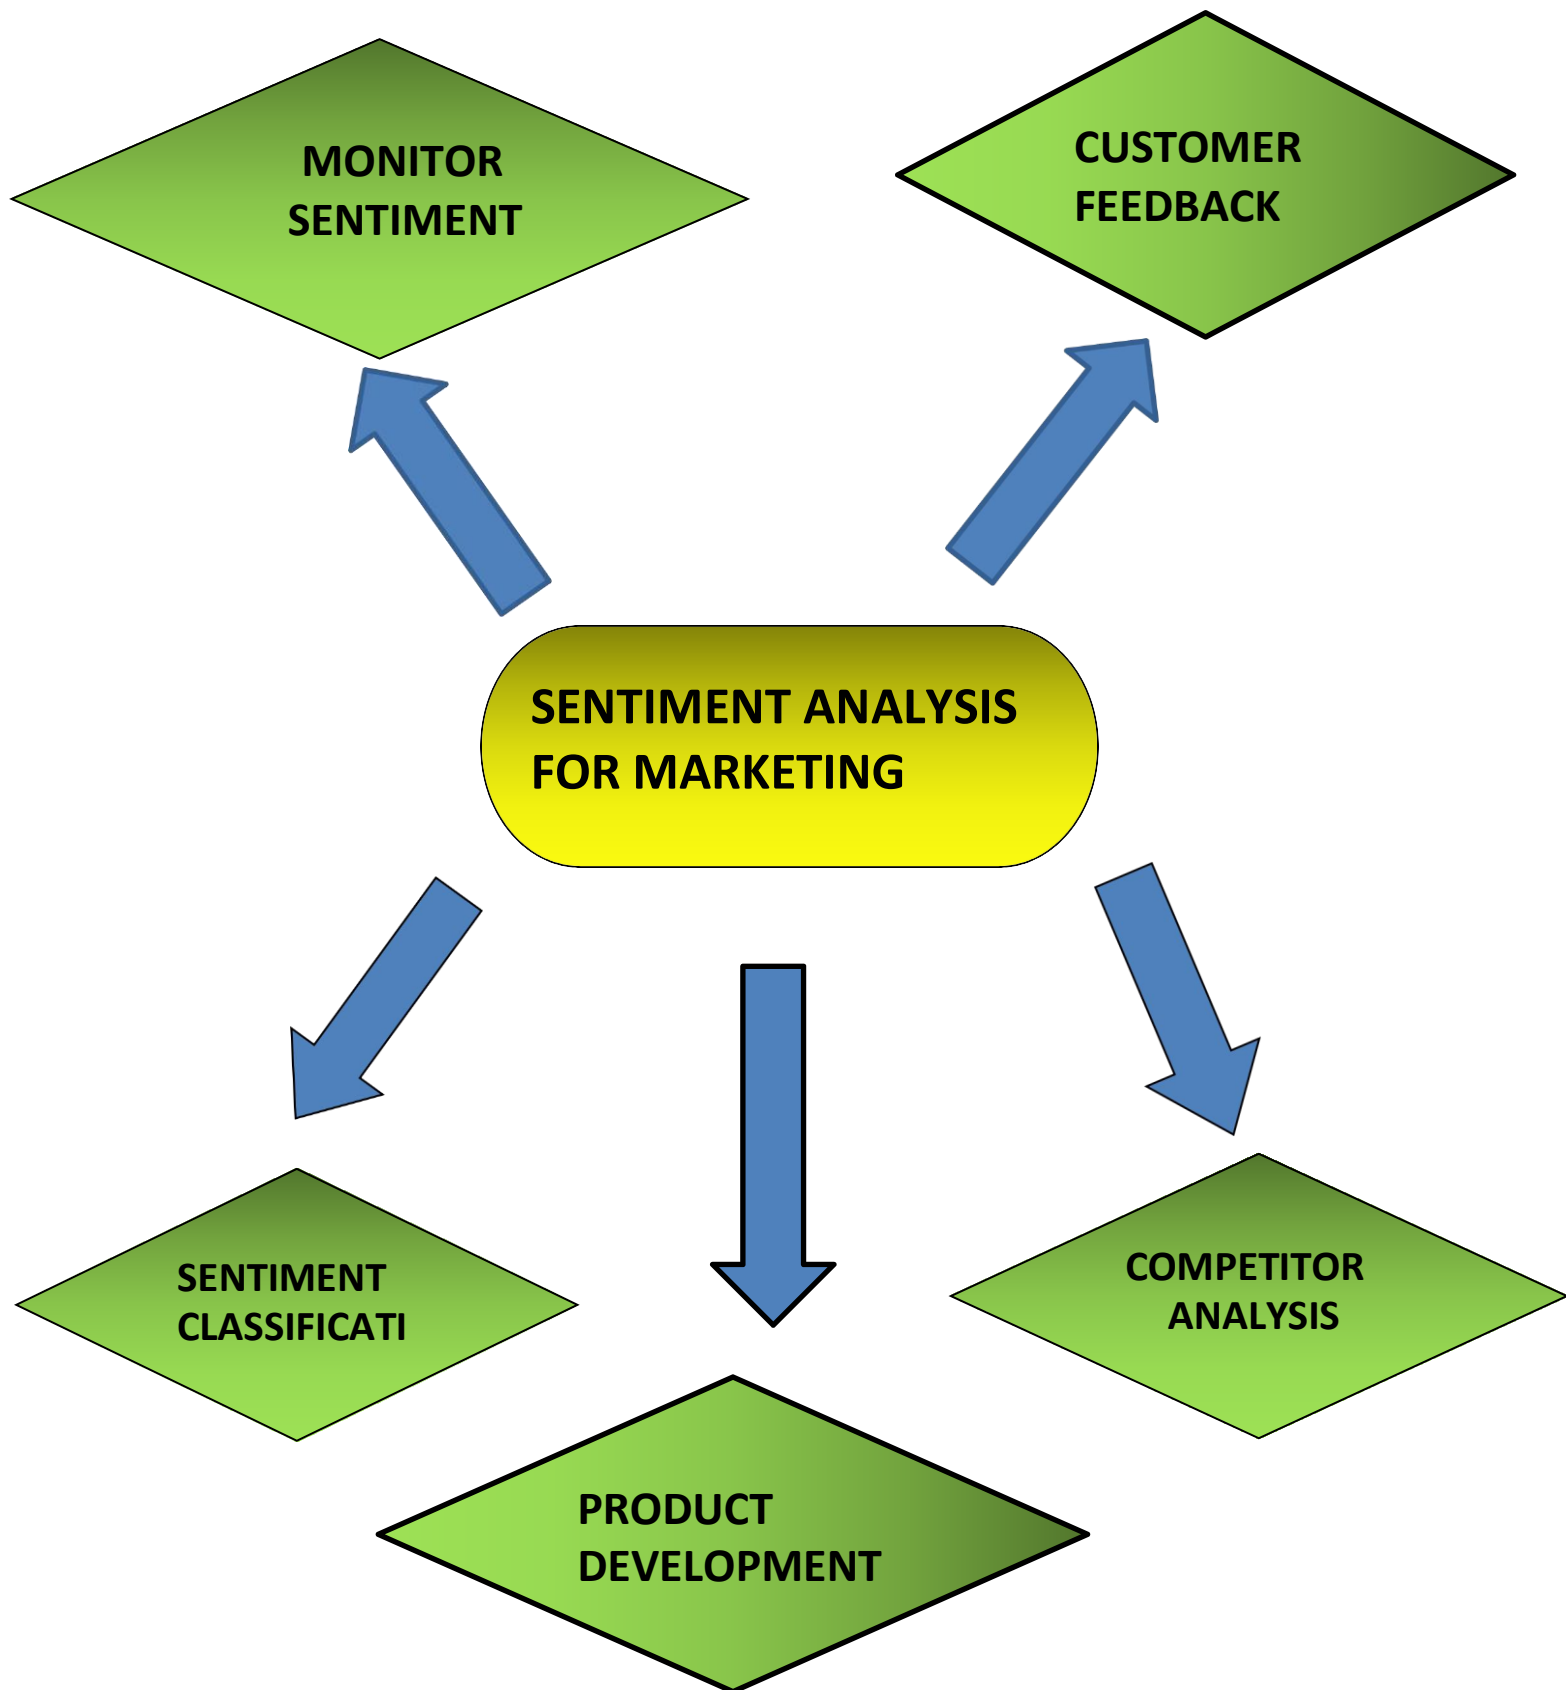 MONITOR
SENTIMENT
CUSTOMER
FEEDBACK
SENTIMENT ANALYSIS
FOR MARKETING
SENTIMENT
CLASSIFICATI
COMPETITOR
ANALYSIS
PRODUCT
DEVELOPMENT